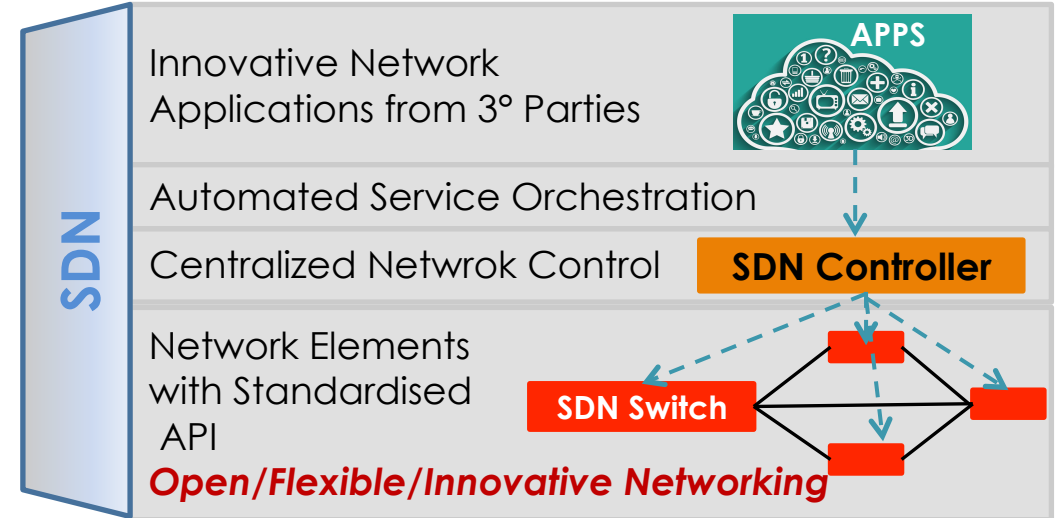 SDN
Innovative Network
Applications from 3° Parties
APPS
Automated Service Orchestration
Centralized Netwrok Control
SDN Controller
Network Elements
with Standardised
API
SDN Switch
Open/Flexible/Innovative Networking